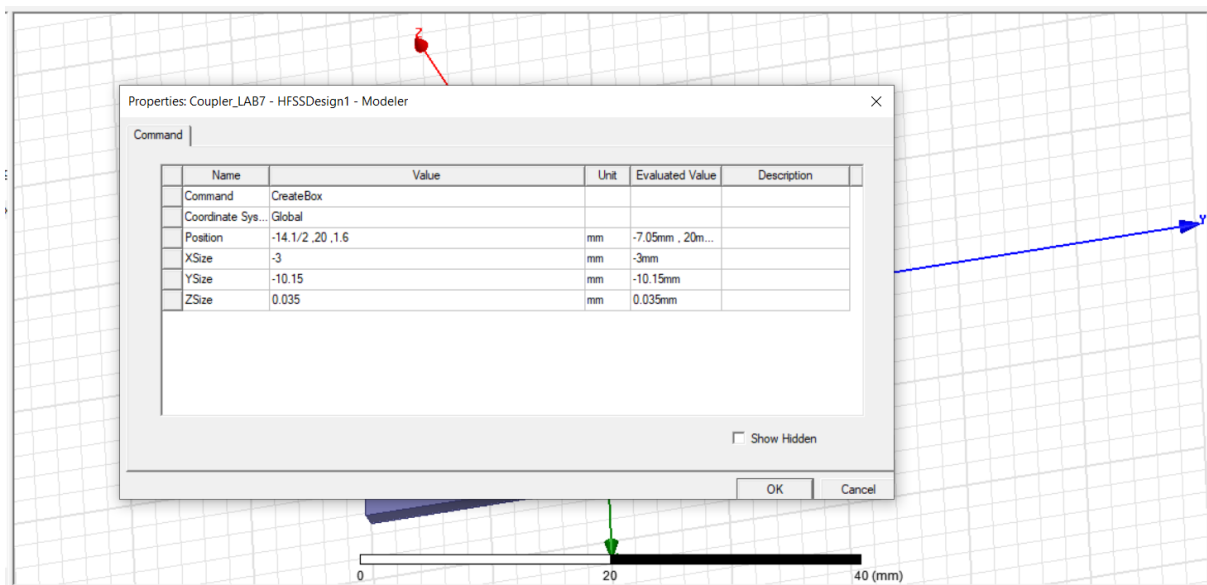 Z
Properties: Coupler_LAB7 - HFSSDesign1 - Modeler
Command
Name Value Unit Evaluated Value Description
Command CreateBox
Coordinate Sys... Global
Position -14.1/2 ,20 ,1.6 mm -7.05mm , 20m...
XSize -3 mm -3mm
YSize -10.15 mm -10.15mm
ZSize 0.035 mm 0.035mm
Y
Show Hidden
OK Cancel
0 20 40 (mm)